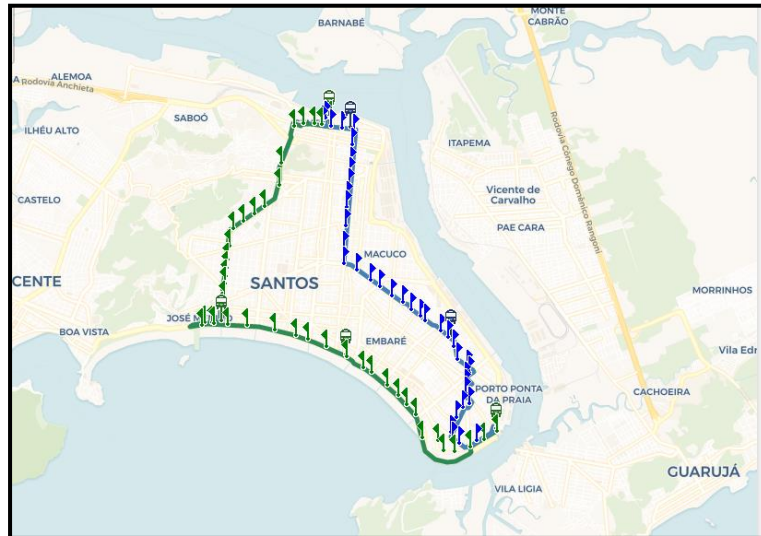 MONTE
CABRÃO
BARNABÉ
ALEMOA
Rodovia Anchieta
SABOÓ
ILHÉU ALTO
ITAPEMA
Rodovia Cônego Domênico Rangoni
CASTELO
Vicente de
Carvalho
PAE CARA
MACUCO
CENTE
SANTOS
MORRINHOS
JOSÉ M
BOA VISTA
EMBARÉ
Vila Edr
PORTO PONTA
DA PRAIA
CACHOEIRA
GUARUJÁ
VILA LIGIA